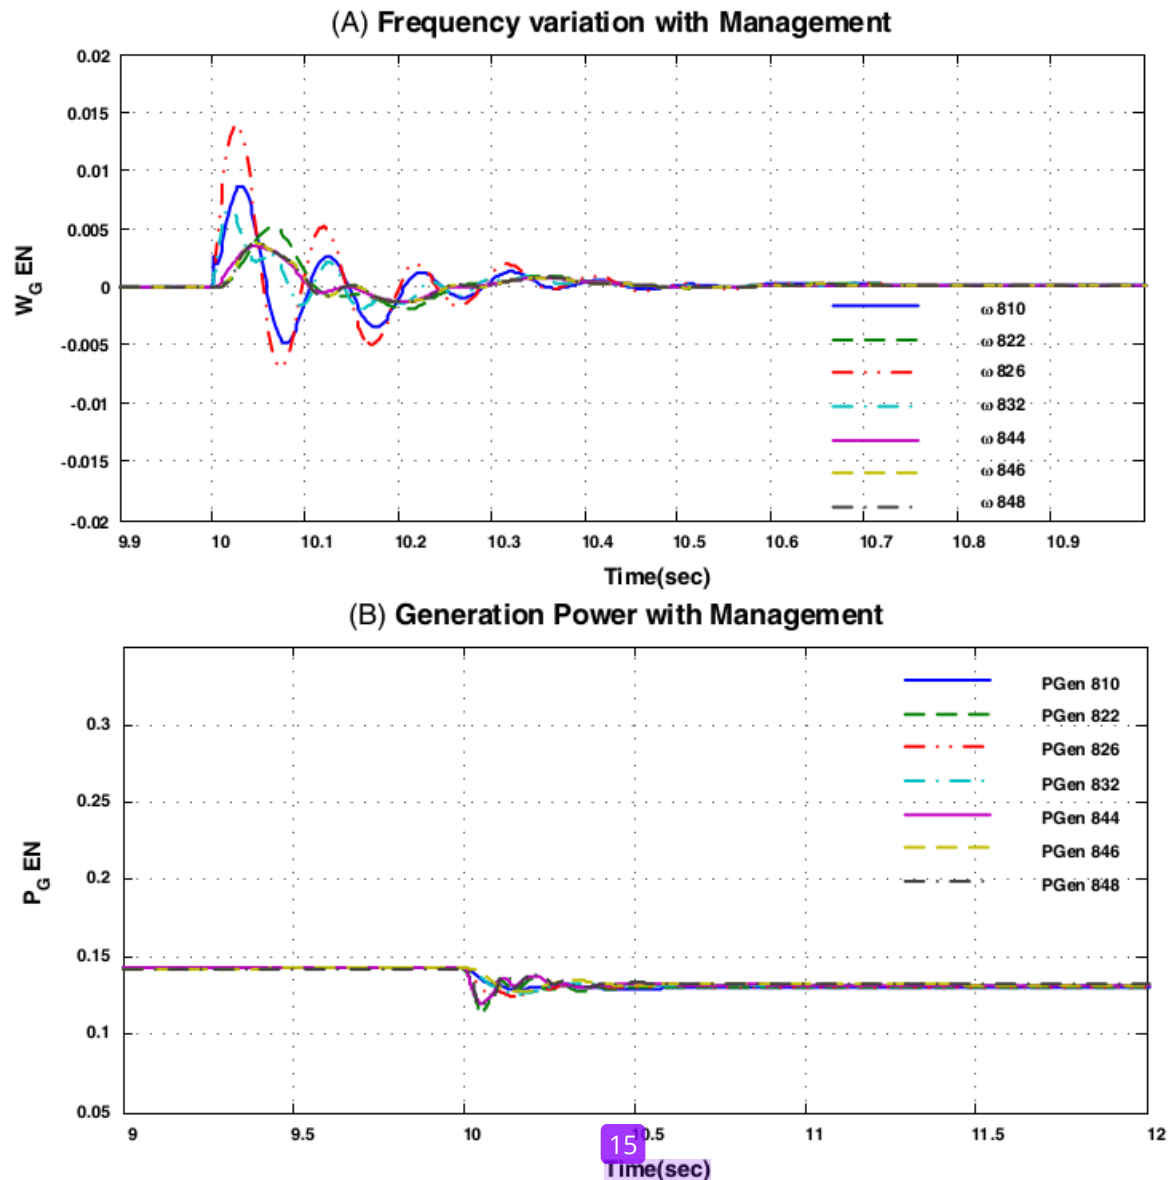 (A) Frequency variation with Management
0.02
0.015
0.01
0.005
0
-0.005
-0.01
-0.015
-0.02
W_G EN
ω 810
ω 822
ω 826
ω 832
ω 844
ω 846
ω 848
9.9 10 10.1 10.2 10.3 10.4 10.5 10.6 10.7 10.8 10.9
Time(sec)
(B) Generation Power with Management
0.3
0.25
0.2
0.15
0.1
0.05
P_G EN
PGen 810
PGen 822
PGen 826
PGen 832
PGen 844
PGen 846
PGen 848
9 9.5 10 10.5 11 11.5 12
15
Time(sec)